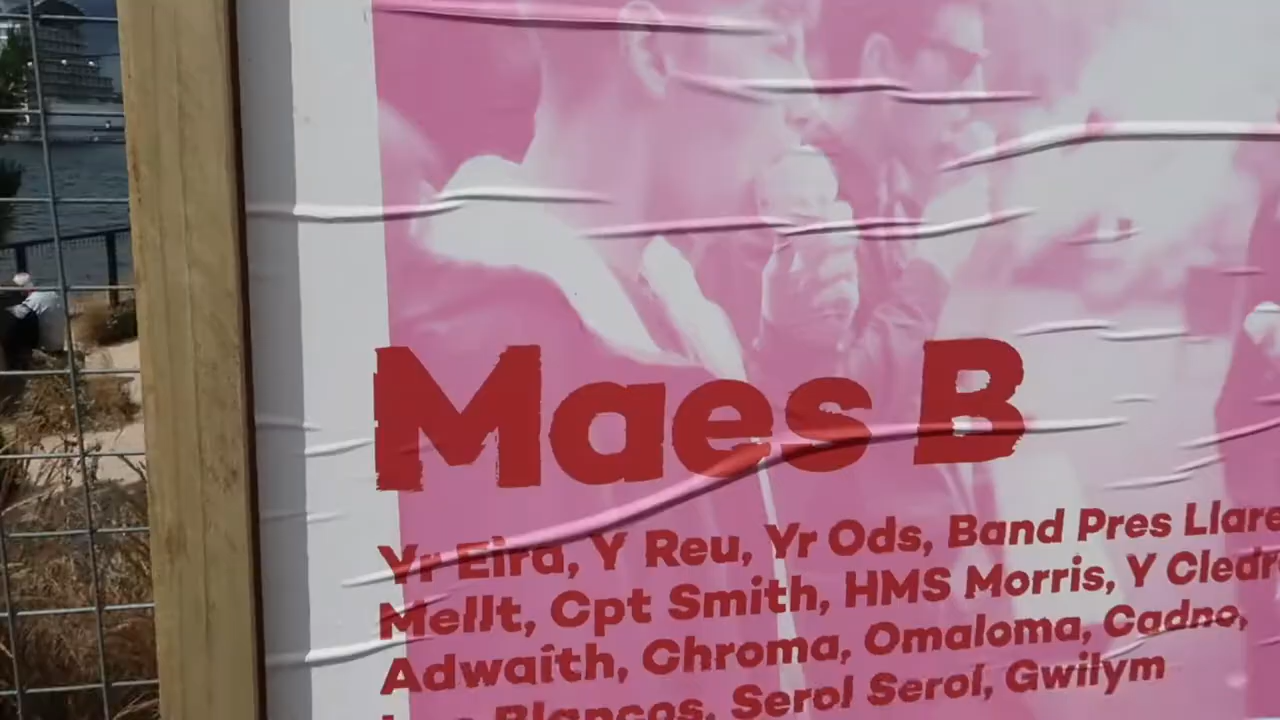 Maes B
Yr Eira, Y Reu, Yr Ods, Band Pres Llare
Mellt, Cpt Smith, HMS Morris, Y Cledr
Adwaith, Chroma, Omaloma, Cadno,
Blancos, Serol Serol, Gwilym